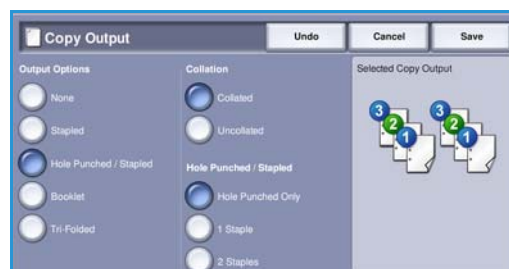 Copy Output
Undo
Cancel
Save
Output Options
None
Stapled
Hole Punched / Stapled
Booklet
Tri-Folded
Collation
Collated
Uncollated
Hole Punched / Stapled
Hole Punched Only
1 Staple
2 Staples
Selected Copy Output
3 2 1 3 2 1